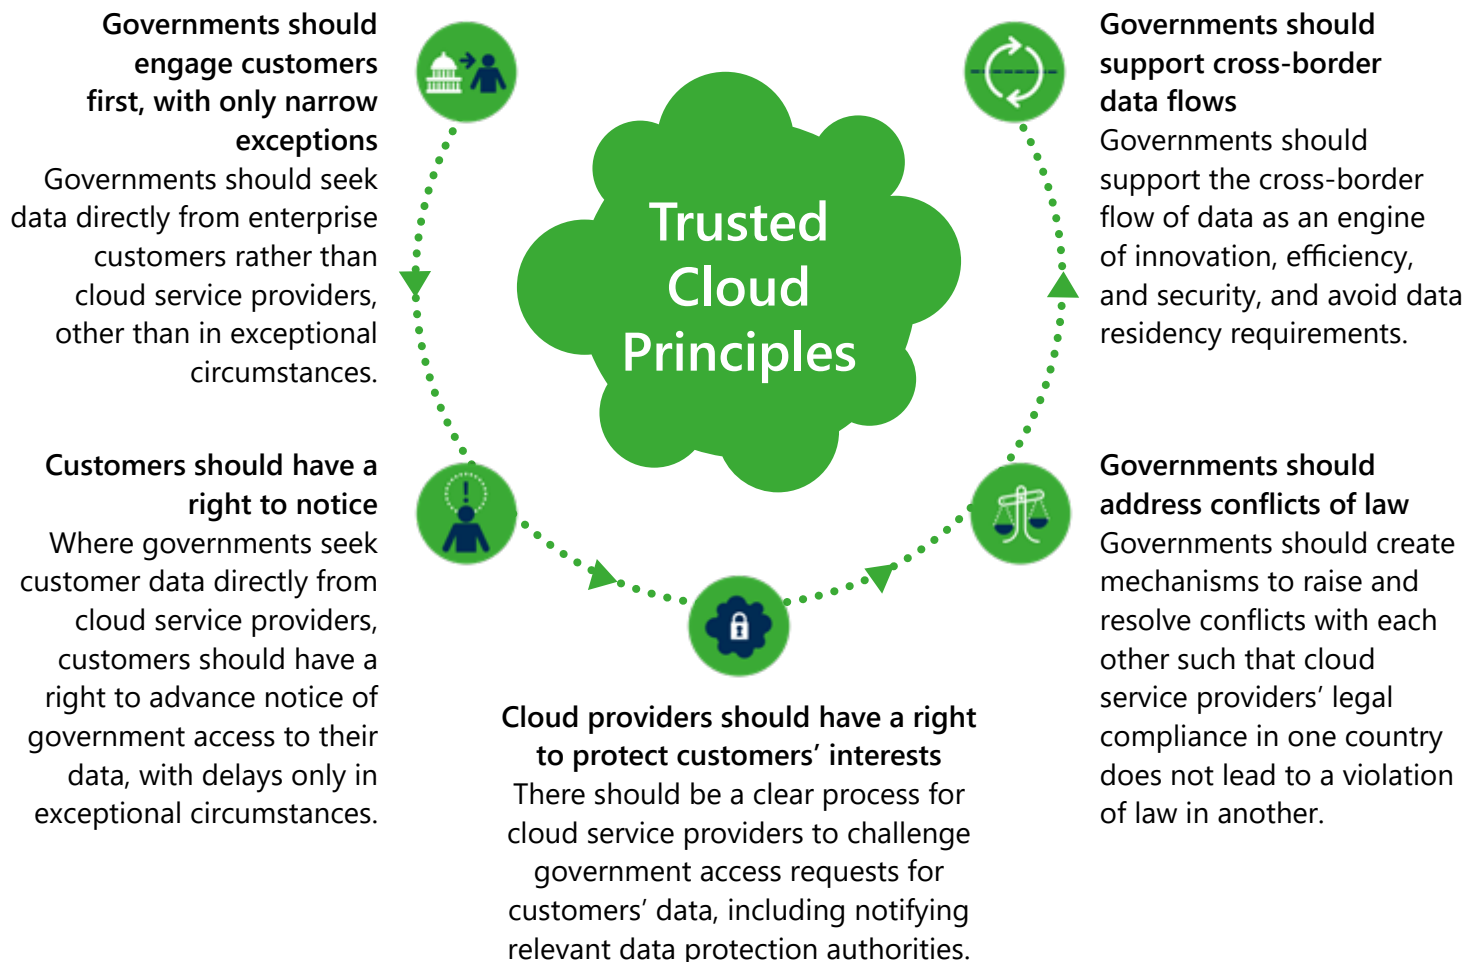 Governments should
engage customers
first, with only narrow
exceptions
Governments should seek
data directly from enterprise
customers rather than
cloud service providers,
other than in exceptional
circumstances.
Customers should have a
right to notice
Where governments seek
customer data directly from
cloud service providers,
customers should have a
right to advance notice of
government access to their
data, with delays only in
exceptional circumstances.
Trusted
Cloud
Principles
Cloud providers should have a right
to protect customers’ interests
There should be a clear process for
cloud service providers to challenge
government access requests for
customers’ data, including notifying
relevant data protection authorities.
Governments should
address conflicts of law
Governments should create
mechanisms to raise and
resolve conflicts with each
other such that cloud
service providers’ legal
compliance in one country
does not lead to a violation
of law in another.
Governments should
support cross-border
data flows
Governments should
support the cross-border
flow of data as an engine
of innovation, efficiency,
and security, and avoid data
residency requirements.